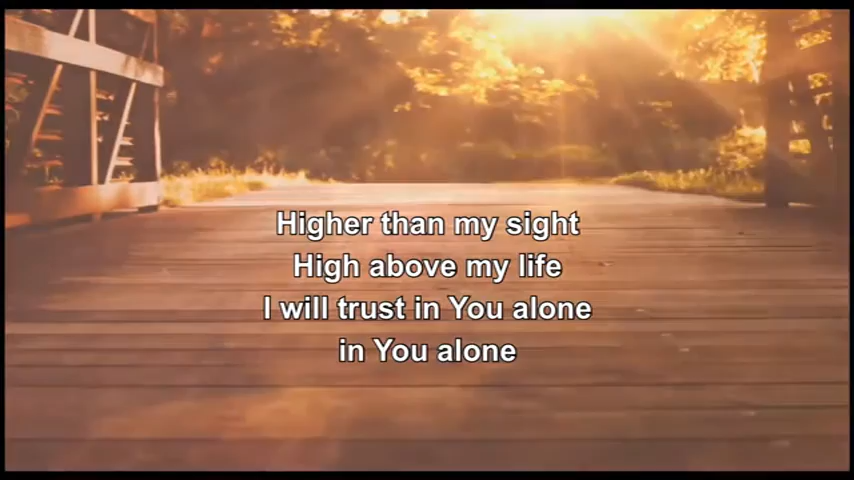 Higher than my sight
High above my life
I will trust in You alone
in You alone